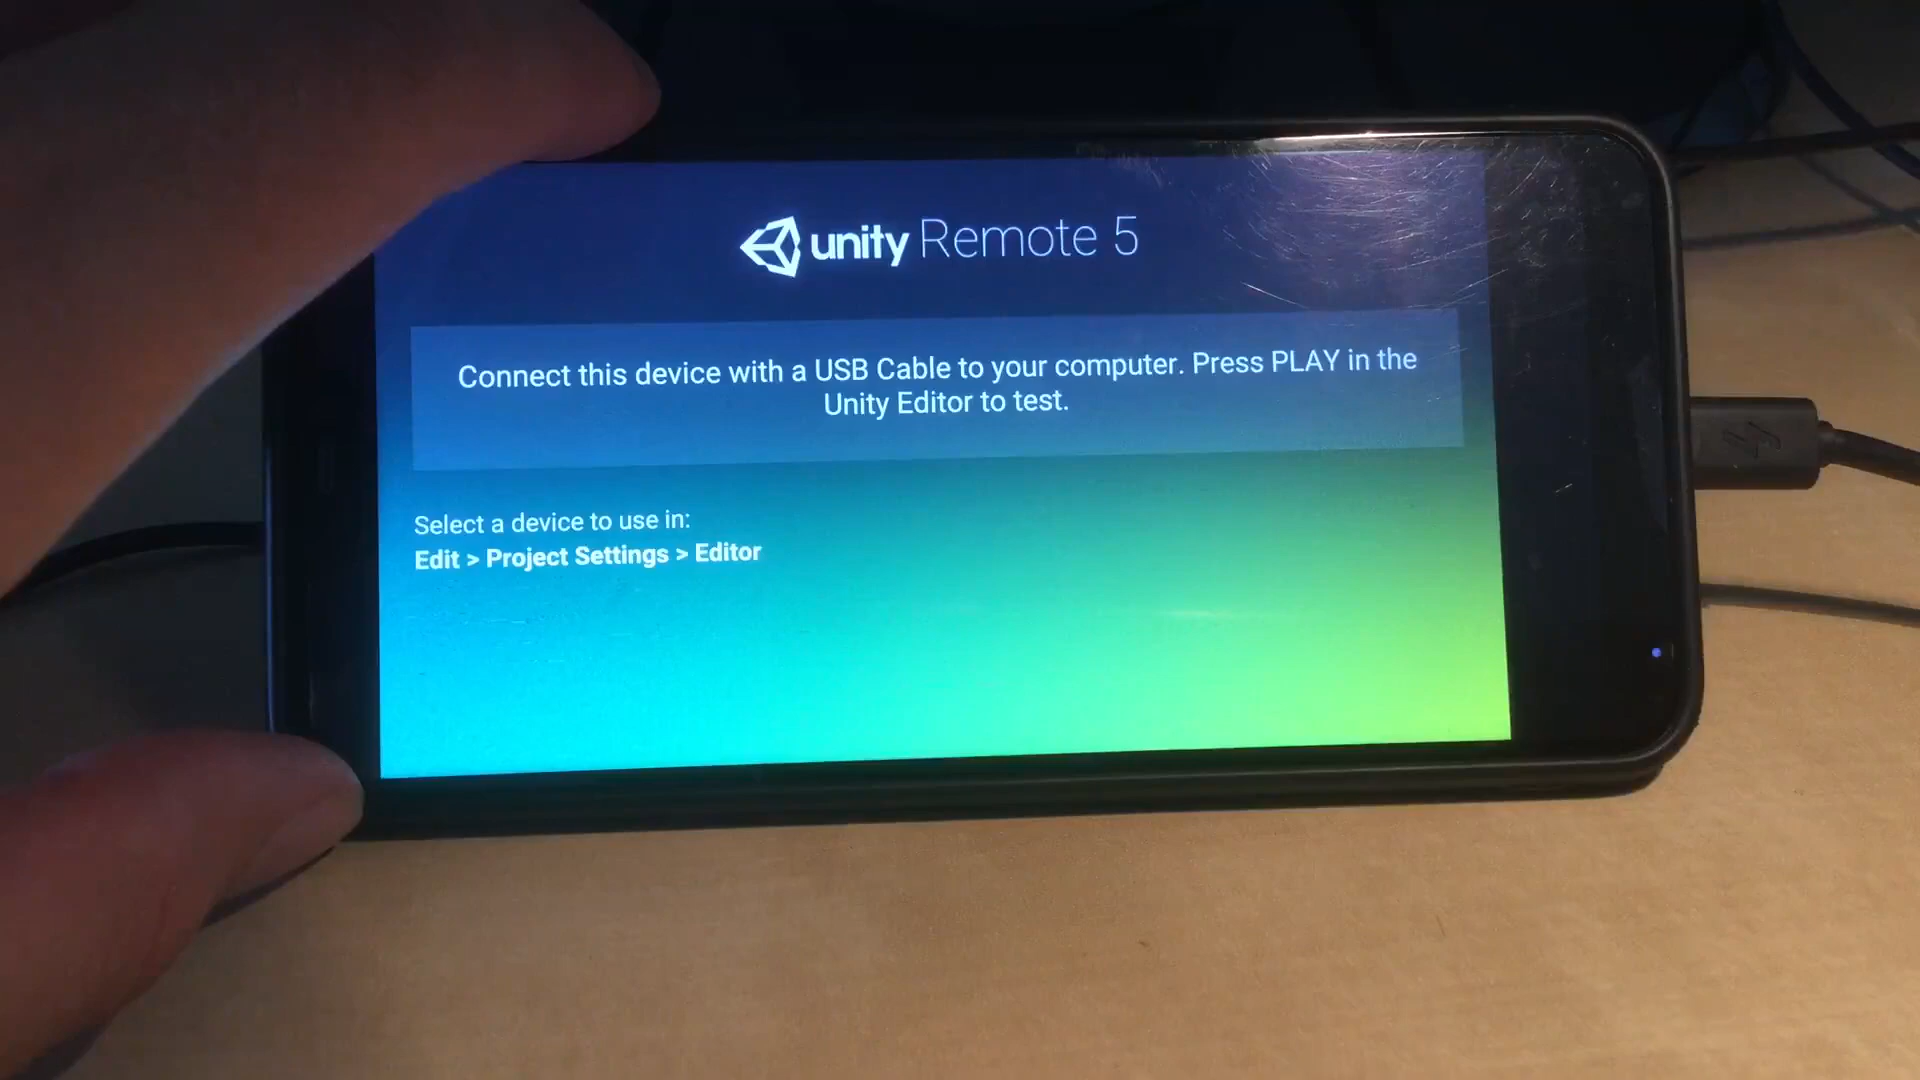 unity Remote 5
Connect this device with a USB Cable to your computer. Press PLAY in the
Unity Editor to test.
Select a device to use in:
Edit > Project Settings > Editor